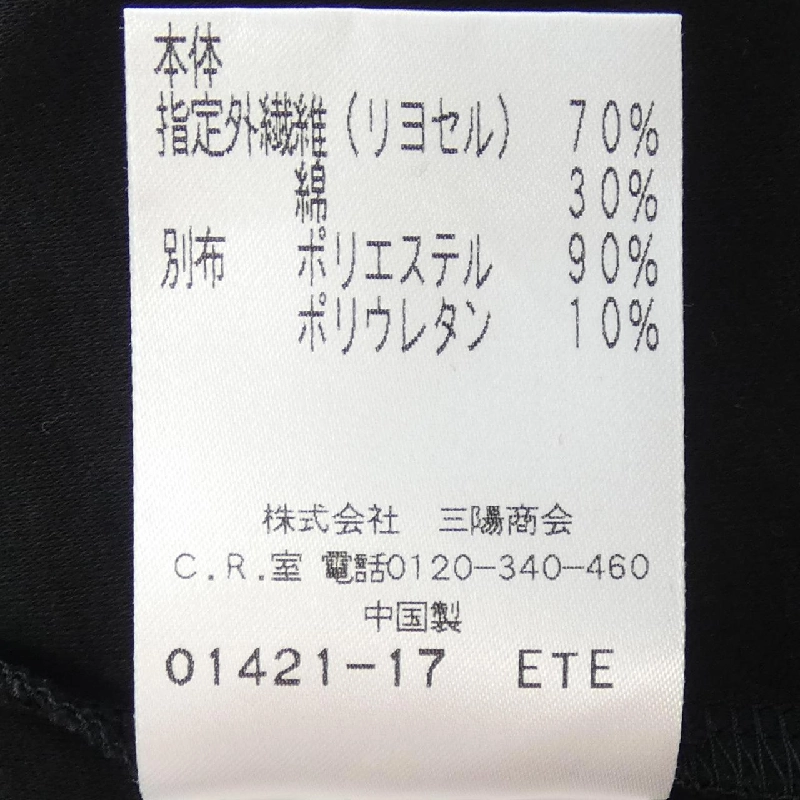 本体
指定外繊維(リヨセル) 70%
綿 30%
別布 ポリエステル 90%
ポリウレタン 10%
株式会社 三陽商会
C.R.室 電話0120-340-460
中国製
01421-17 ETE